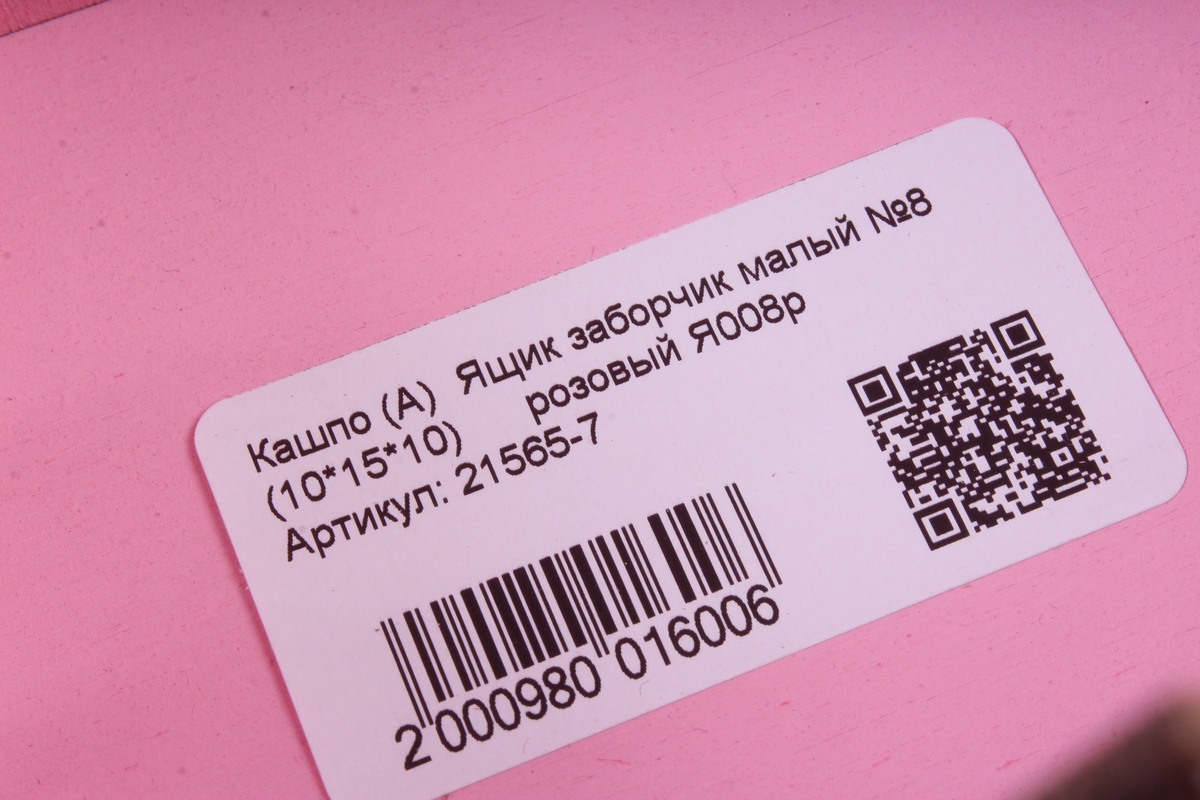 Кашпо (А) Ящик заборчик малый №8
(10*15*10) розовый Я008р
Артикул: 21565-7
2 000980 016006